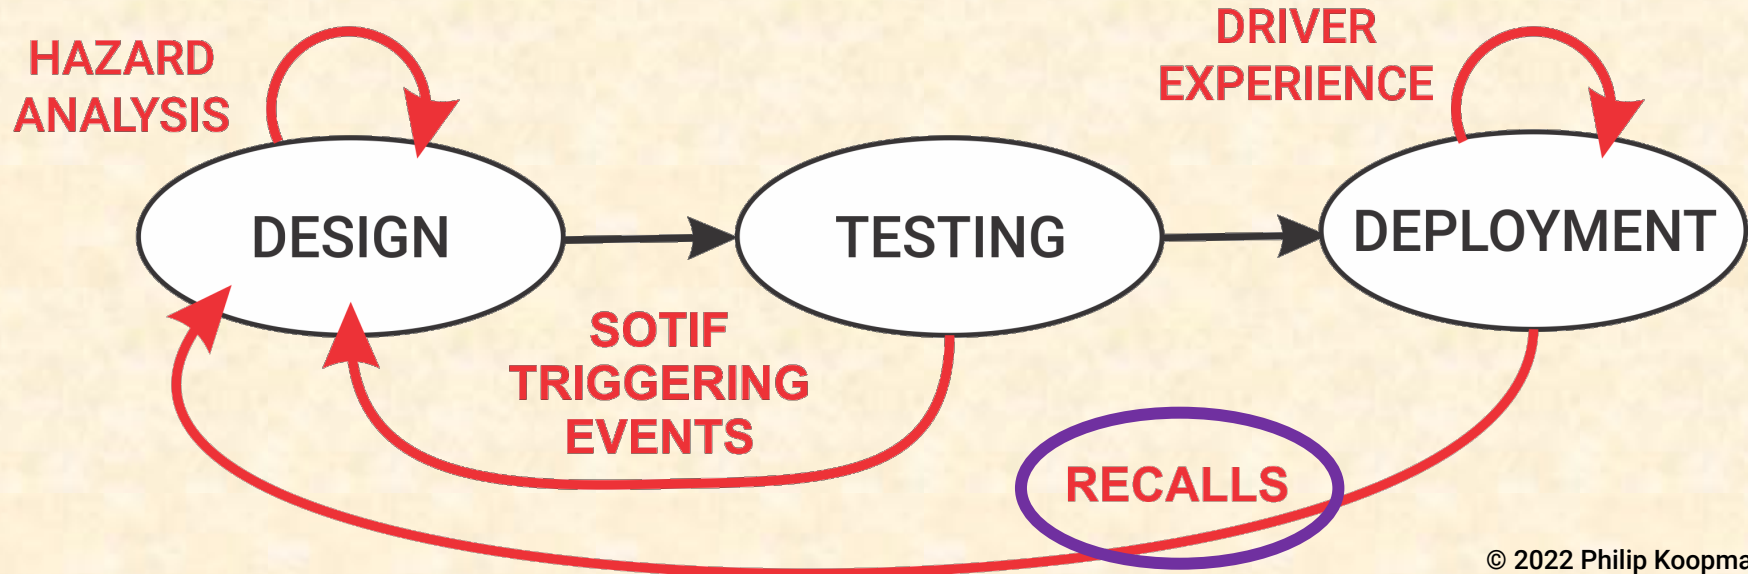 HAZARD
ANALYSIS
DRIVER
EXPERIENCE
DESIGN
TESTING
DEPLOYMENT
SOTIF
TRIGGERING
EVENTS
RECALLS
© 2022 Philip Koopma